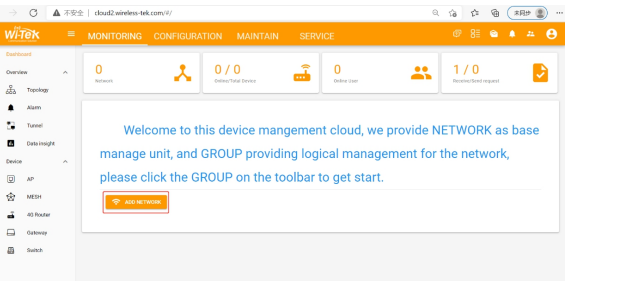 不安全 | cloud2.wireless-tek.com/#/
未同步
Wi-Tek
MONITORING CONFIGURATION MAINTAIN SERVICE
Dashboard
Overview
Topology
Alarm
Tunnel
Data insight
Device
AP
MESH
4G Router
Gateway
Switch
0
Network
0 / 0
Online/Total Device
0
Online User
1 / 0
Receive/Send request
Welcome to this device mangement cloud, we provide NETWORK as base
manage unit, and GROUP providing logical management for the network,
please click the GROUP on the toolbar to get start.
ADD NETWORK